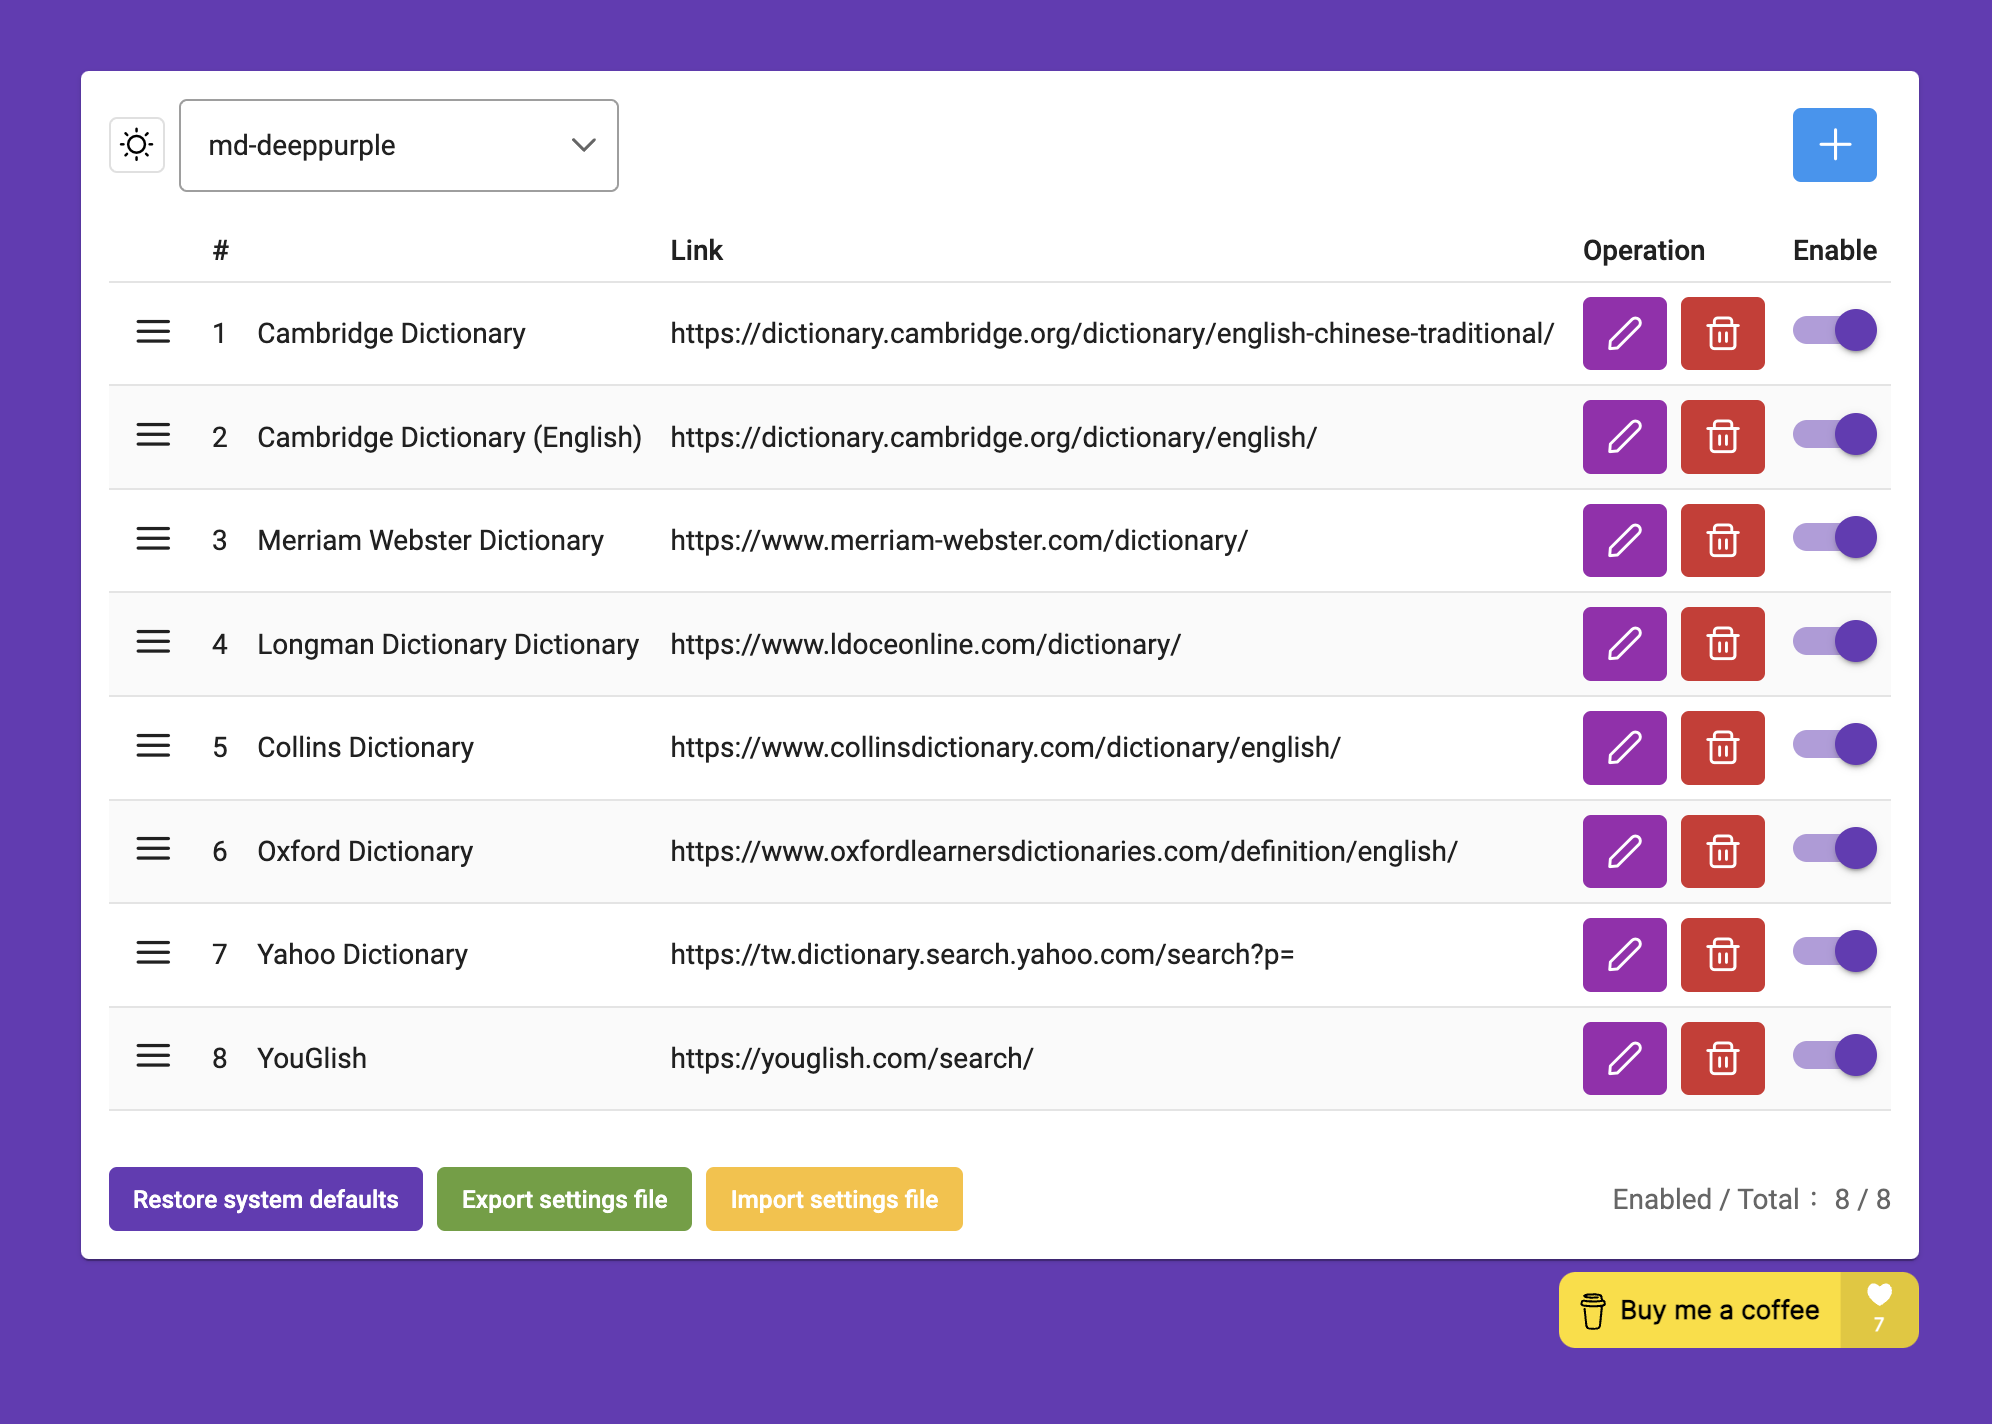 md-deeppurple
# Link Operation Enable
1 Cambridge Dictionary https://dictionary.cambridge.org/dictionary/english-chinese-traditional/
2 Cambridge Dictionary (English) https://dictionary.cambridge.org/dictionary/english/
3 Merriam Webster Dictionary https://www.merriam-webster.com/dictionary/
4 Longman Dictionary Dictionary https://www.ldoceonline.com/dictionary/
5 Collins Dictionary https://www.collinsdictionary.com/dictionary/english/
6 Oxford Dictionary https://www.oxfordlearnersdictionaries.com/definition/english/
7 Yahoo Dictionary https://tw.dictionary.search.yahoo.com/search?p=
8 YouGlish https://youglish.com/search/
Restore system defaults Export settings file Import settings file Enabled / Total： 8 / 8
Buy me a coffee 7